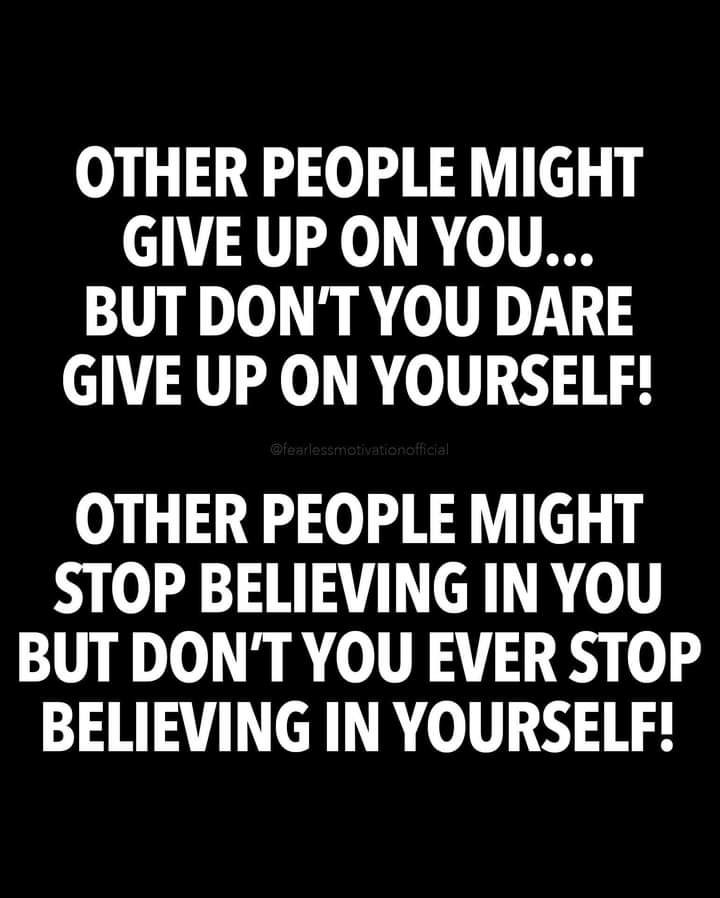 OTHER PEOPLE MIGHT
GIVE UP ON YOU...
BUT DON'T YOU DARE
GIVE UP ON YOURSELF!
@fearlessmotivationofficial
OTHER PEOPLE MIGHT
STOP BELIEVING IN YOU
BUT DON'T YOU EVER STOP
BELIEVING IN YOURSELF!